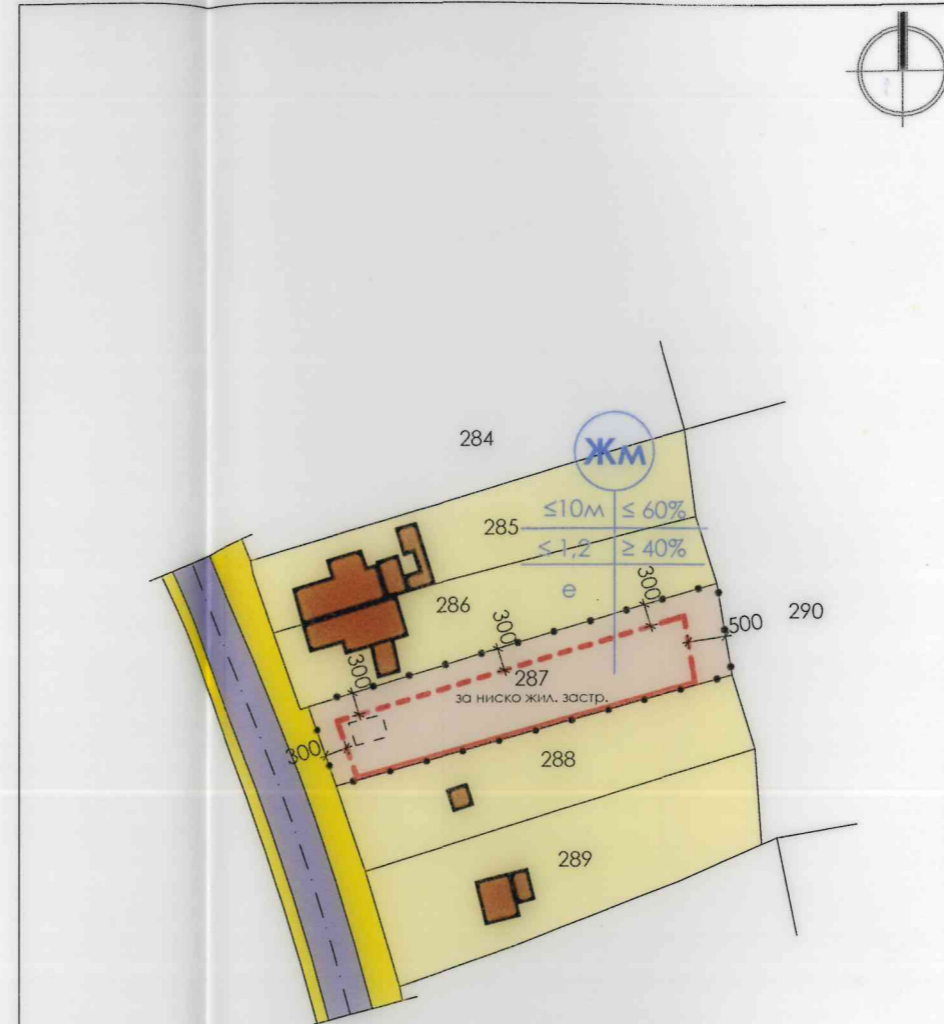 284
Жм
≤10м ≤ 60%
285
≤ 1,2 ≥ 40%
е
286
300
300
300
500
290
287
за ниско жил. застр.
300
288
289